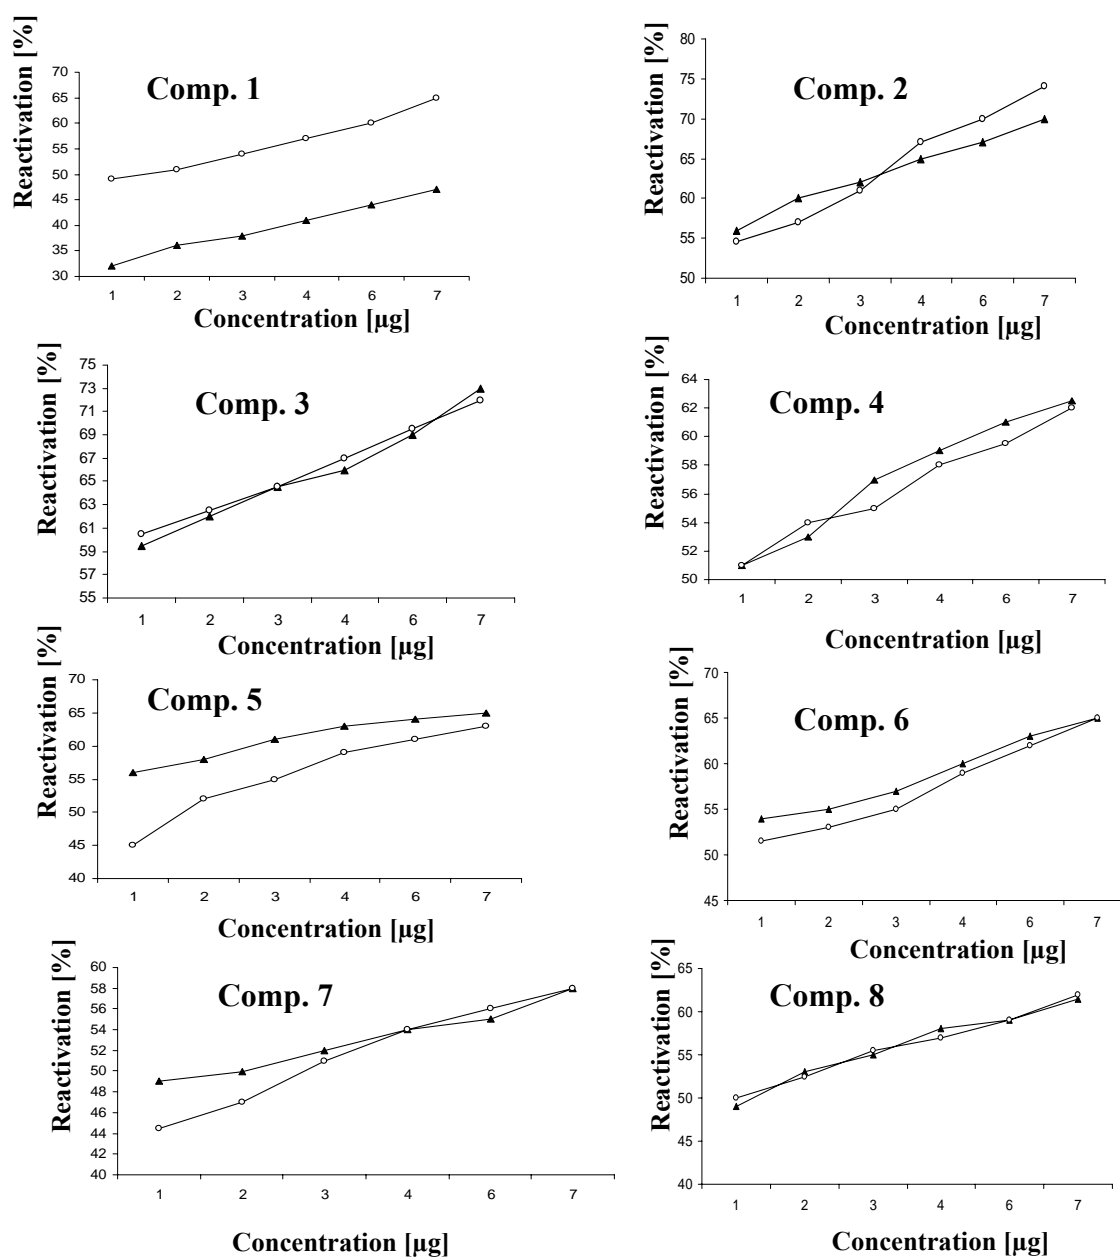 Reactivation [%]
Comp. 1
70
65
60
55
50
45
40
35
30
1 2 3 4 6 7
Concentration [µg]
Reactivation [%]
Comp. 2
80
75
70
65
60
55
50
1 2 3 4 6 7
Concentration [µg]
Reactivation [%]
Comp. 3
75
73
71
69
67
65
63
61
59
57
55
1 2 3 4 6 7
Concentration [µg]
Reactivation [%]
Comp. 4
64
62
60
58
56
54
52
50
1 2 3 4 6 7
Concentration [µg]
Reactivation [%]
Comp. 5
70
65
60
55
50
45
40
1 2 3 4 6 7
Concentration [µg]
Reactivation [%]
Comp. 6
70
65
60
55
50
45
1 2 3 4 6 7
Concentration [µg]
Reactivation [%]
Comp. 7
60
58
56
54
52
50
48
46
44
42
40
1 2 3 4 6 7
Concentration [µg]
Reactivation [%]
Comp. 8
65
60
55
50
45
40
1 2 3 4 6 7
Concentration [µg]